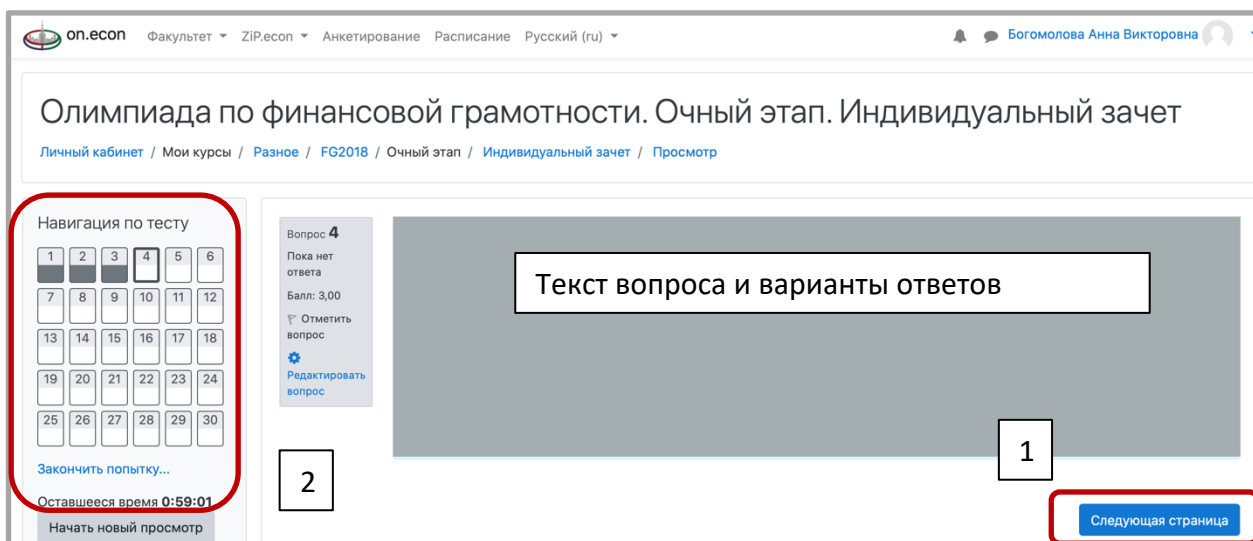 on.econ Факультет ZiP.econ Анкетирование Расписание Русский (ru) Богомолова Анна Викторовна
Олимпиада по финансовой грамотности. Очный этап. Индивидуальный зачет
Личный кабинет / Мои курсы / Разное / FG2018 / Очный этап / Индивидуальный зачет / Просмотр
Навигация по тесту
1 2 3 4 5 6
7 8 9 10 11 12
13 14 15 16 17 18
19 20 21 22 23 24
25 26 27 28 29 30
Закончить попытку...
Оставшееся время 0:59:01
Начать новый просмотр
Вопрос 4
Пока нет
ответа
Балл: 3,00
Отметить
вопрос
Редактировать
вопрос
2
Текст вопроса и варианты ответов
1
Следующая страница